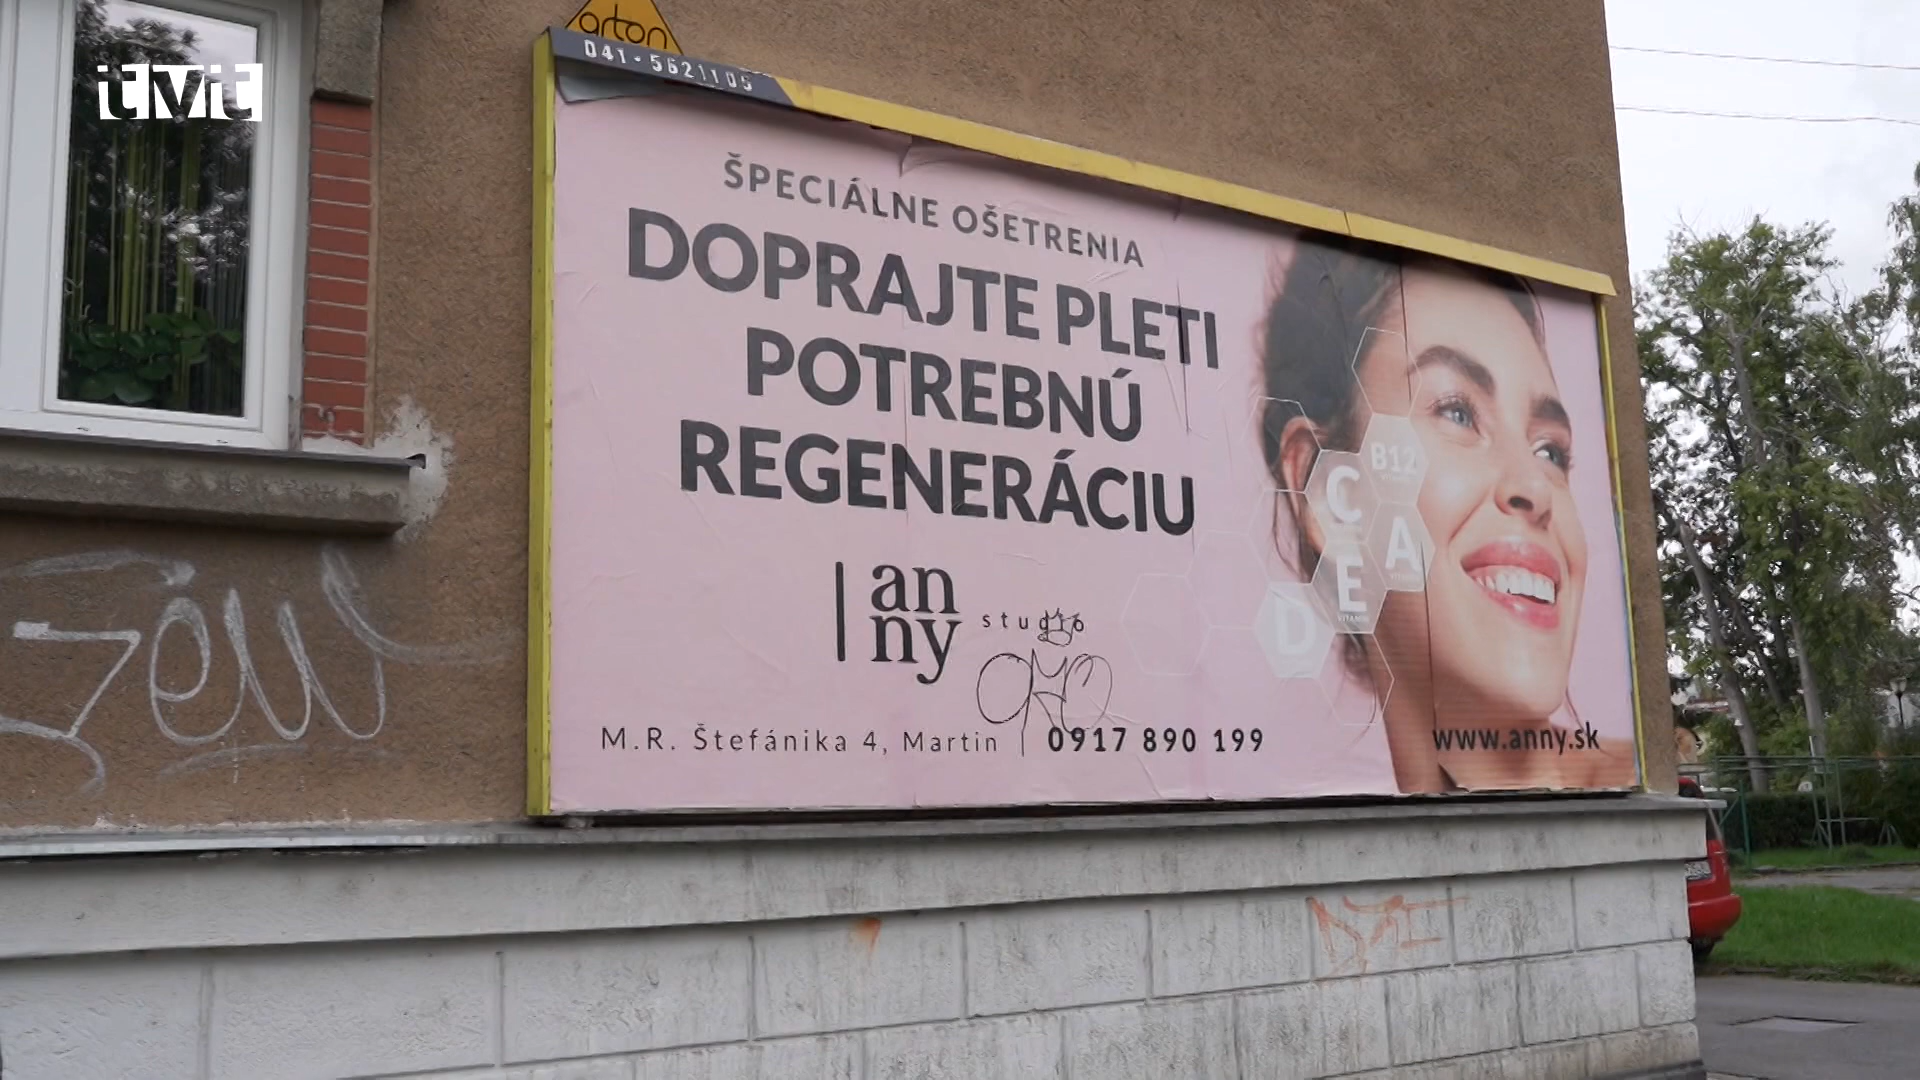 itvit
arton
041-5621105
ŠPECIÁLNE OŠETRENIA
DOPRAJTE PLETI
POTREBNÚ
REGENERÁCIU
an
ny
studio
B12
C
A
E
D
M.R. Štefánika 4, Martin | 0917 890 199
www.anny.sk